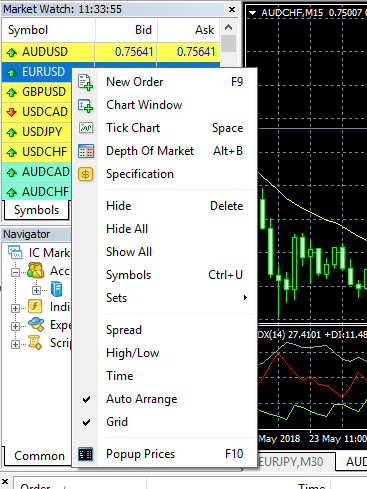 Market Watch: 11:33:55
Symbol Bid Ask
AUDUSD 0.75641 0.75641
EURUSD
GBPUSD
USDCAD
USDJPY
USDCHF
AUDCAD
AUDCHF
Symbols
New Order F9
Chart Window
Tick Chart Space
Depth Of Market Alt+B
Specification
Hide Delete
Hide All
Show All
Symbols Ctrl+U
Sets
Spread
High/Low
Time
Auto Arrange
Grid
Popup Prices F10
Navigator
IC Mark
Acc
Indi
Expe
Scrip
Common
AUDCHF,M15 0.75007
DX(14) 27.4101 +DI:11.48
May 2018 23 May 11:00
EURJPY,M30 AU
Order Time